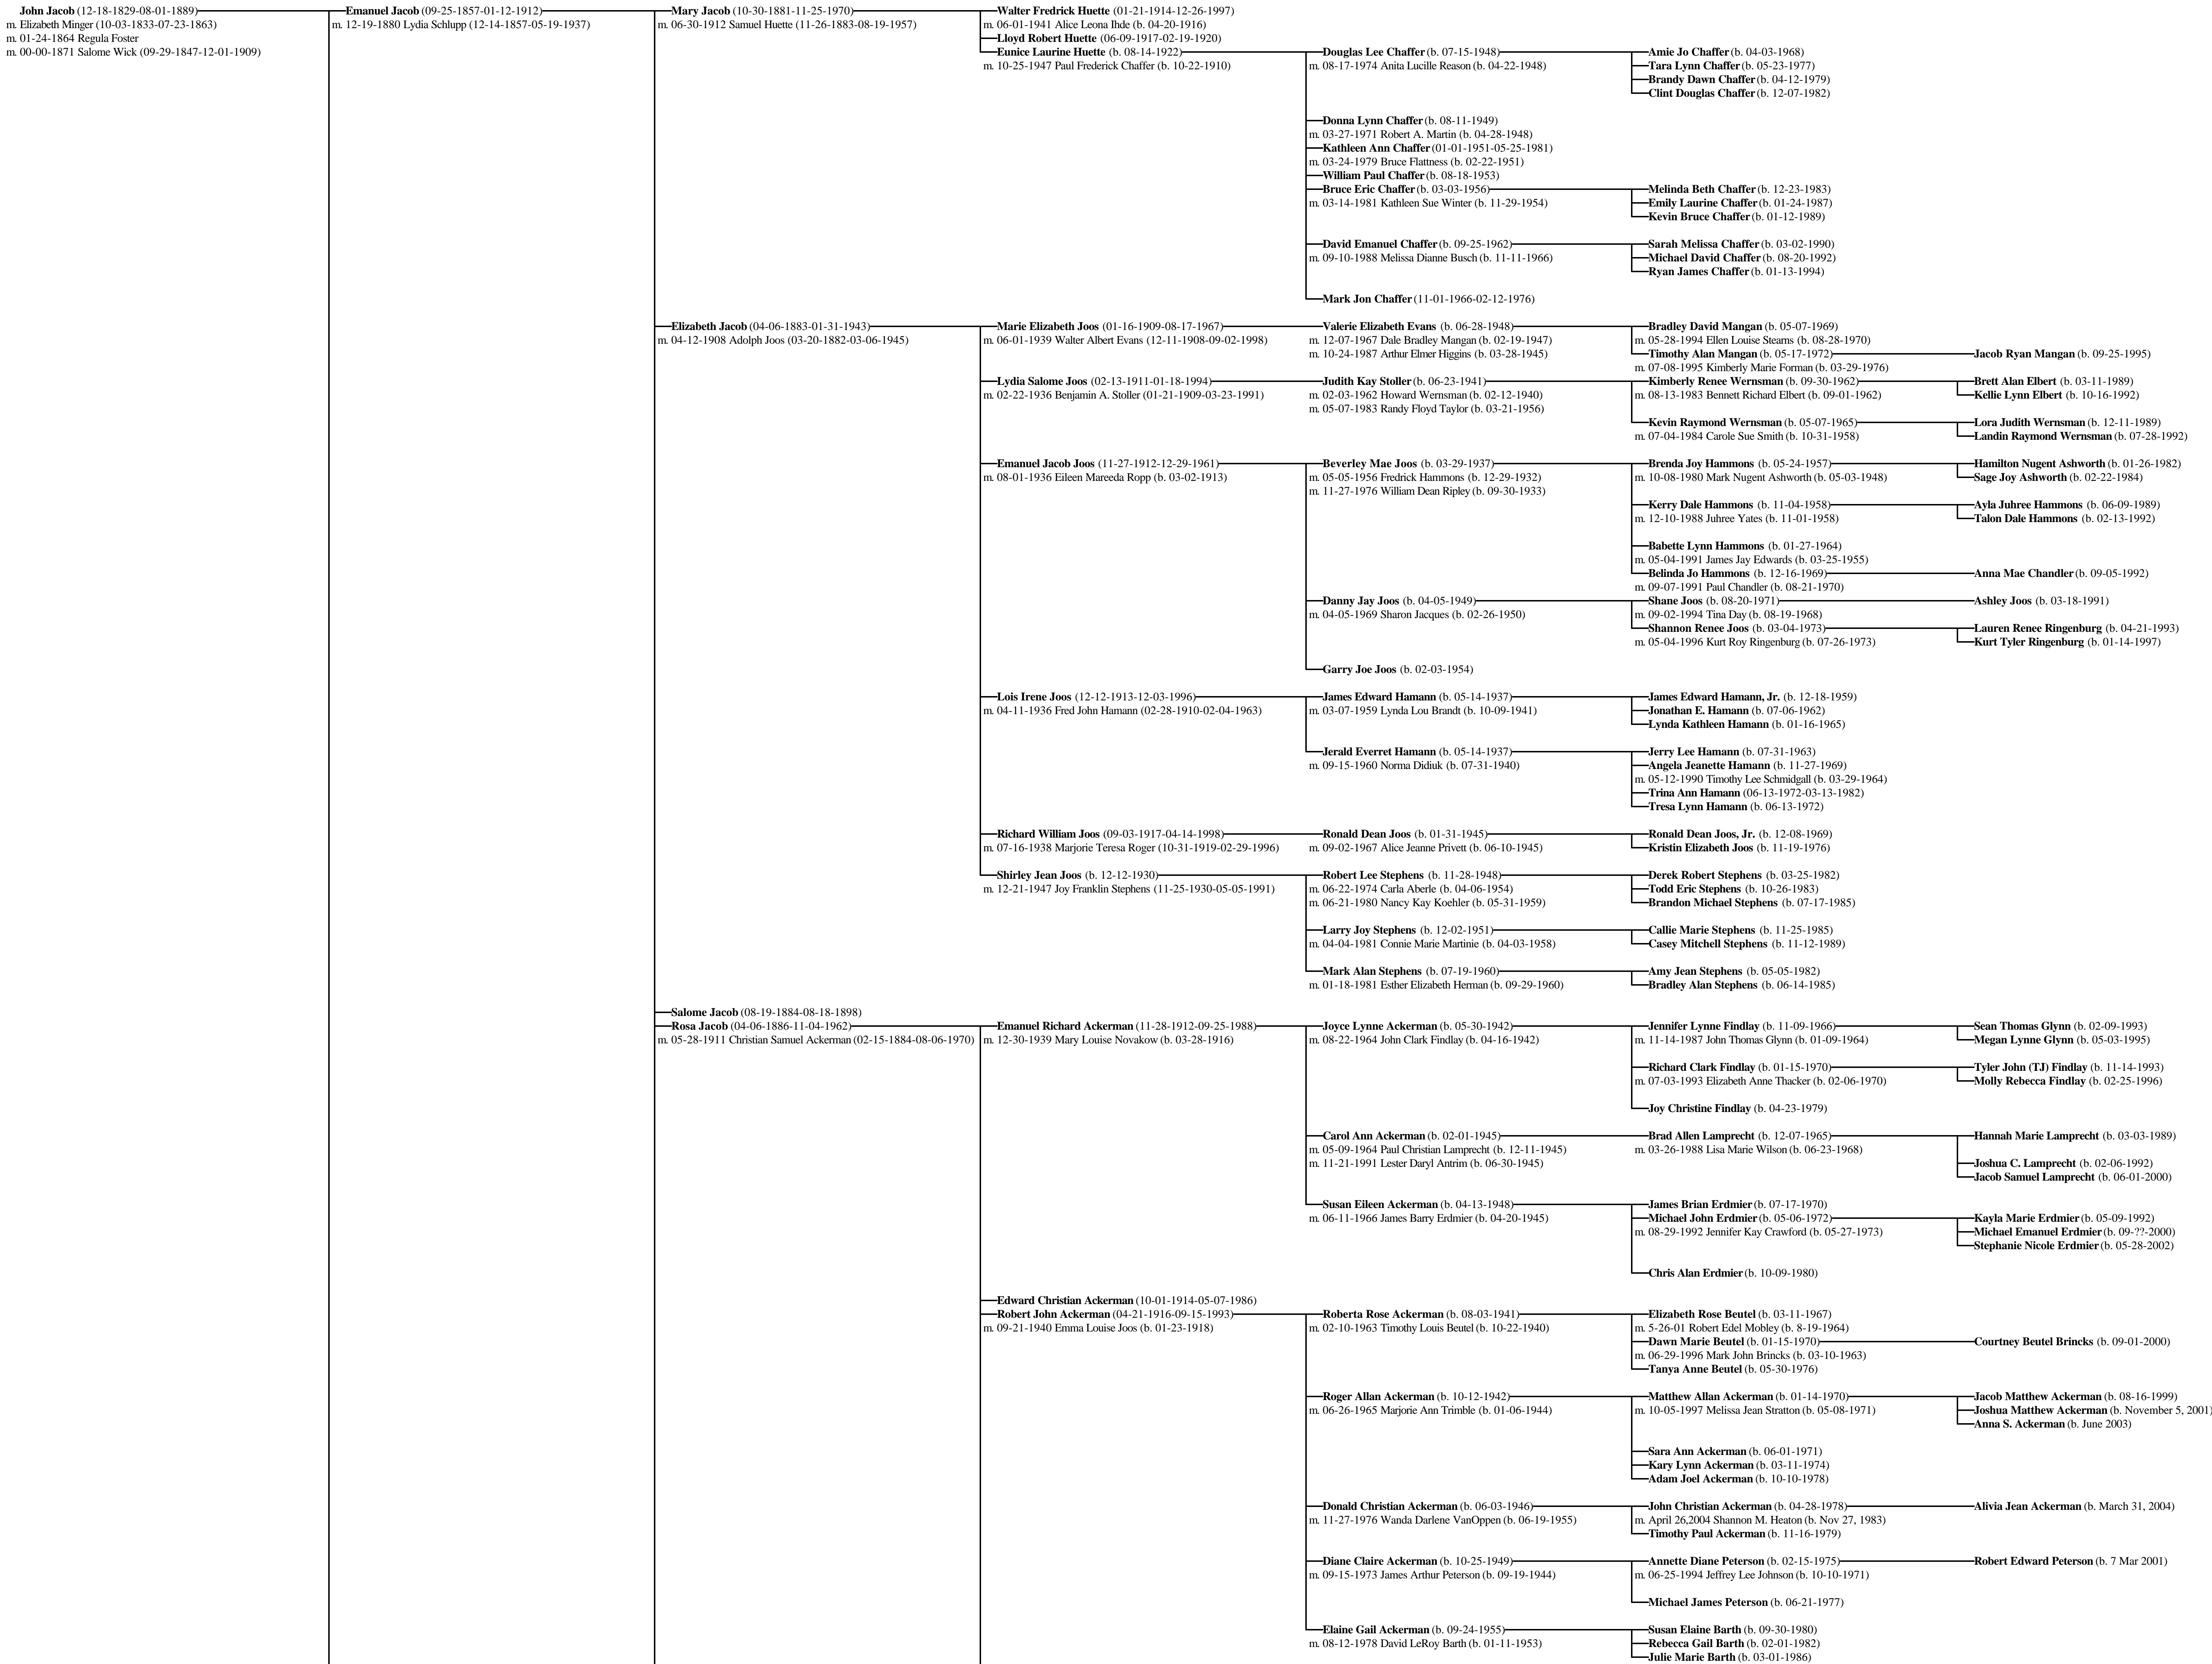 John Jacob (12-18-1829-08-01-1889)
m. Elizabeth Minger (10-03-1833-07-23-1863)
m. 01-24-1864 Regula Foster
m. 00-00-1871 Salome Wick (09-29-1847-12-01-1909)
Emanuel Jacob (09-25-1857-01-12-1912)
m. 12-19-1880 Lydia Schlupp (12-14-1857-05-19-1937)
Mary Jacob (10-30-1881-11-25-1970)
m. 06-30-1912 Samuel Huette (11-26-1883-08-19-1957)
Walter Fredrick Huette (01-21-1914-12-26-1997)
m. 06-01-1941 Alice Leona Ihde (b. 04-20-1916)
Lloyd Robert Huette (06-09-1917-02-19-1920)
Eunice Laurine Huette (b. 08-14-1922)
m. 10-25-1947 Paul Frederick Chaffer (b. 10-22-1910)
Douglas Lee Chaffer (b. 07-15-1948)
m. 08-17-1974 Anita Lucille Reason (b. 04-22-1948)
Amie Jo Chaffer (b. 04-03-1968)
Tara Lynn Chaffer (b. 05-23-1977)
Brandy Dawn Chaffer (b. 04-12-1979)
Clint Douglas Chaffer (b. 12-07-1982)
Donna Lynn Chaffer (b. 08-11-1949)
m. 03-27-1971 Robert A. Martin (b. 04-28-1948)
Kathleen Ann Chaffer (01-01-1951-05-25-1981)
m. 03-24-1979 Bruce Flattness (b. 02-22-1951)
William Paul Chaffer (b. 08-18-1953)
Bruce Eric Chaffer (b. 03-03-1956)
m. 03-14-1981 Kathleen Sue Winter (b. 11-29-1954)
Melinda Beth Chaffer (b. 12-23-1983)
Emily Laurine Chaffer (b. 01-24-1987)
Kevin Bruce Chaffer (b. 01-12-1989)
David Emanuel Chaffer (b. 09-25-1962)
m. 09-10-1988 Melissa Dianne Busch (b. 11-11-1966)
Sarah Melissa Chaffer (b. 03-02-1990)
Michael David Chaffer (b. 08-20-1992)
Ryan James Chaffer (b. 01-13-1994)
Mark Jon Chaffer (11-01-1966-02-12-1976)
Elizabeth Jacob (04-06-1883-01-31-1943)
m. 04-12-1908 Adolph Joos (03-20-1882-03-06-1945)
Marie Elizabeth Joos (01-16-1909-08-17-1967)
m. 06-01-1939 Walter Albert Evans (12-11-1908-09-02-1998)
Valerie Elizabeth Evans (b. 06-28-1948)
m. 12-07-1967 Dale Bradley Mangan (b. 02-19-1947)
m. 10-24-1987 Arthur Elmer Higgins (b. 03-28-1945)
Bradley David Mangan (b. 05-07-1969)
m. 05-28-1994 Ellen Louise Stearns (b. 08-28-1970)
Timothy Alan Mangan (b. 05-17-1972)
m. 07-08-1995 Kimberly Marie Forman (b. 03-29-1976)
Jacob Ryan Mangan (b. 09-25-1995)
Lydia Salome Joos (02-13-1911-01-18-1994)
m. 02-22-1936 Benjamin A. Stoller (01-21-1909-03-23-1991)
Judith Kay Stoller (b. 06-23-1941)
m. 02-03-1962 Howard Wernsman (b. 02-12-1940)
m. 05-07-1983 Randy Floyd Taylor (b. 03-21-1956)
Kimberly Renee Wernsman (b. 09-30-1962)
m. 08-13-1983 Bennett Richard Elbert (b. 09-01-1962)
Brett Alan Elbert (b. 03-11-1989)
Kellie Lynn Elbert (b. 10-16-1992)
Kevin Raymond Wernsman (b. 05-07-1965)
m. 07-04-1984 Carole Sue Smith (b. 10-31-1958)
Lora Judith Wernsman (b. 12-11-1989)
Landin Raymond Wernsman (b. 07-28-1992)
Emanuel Jacob Joos (11-27-1912-12-29-1961)
m. 08-01-1936 Eileen Mareeda Ropp (b. 03-02-1913)
Beverley Mae Joos (b. 03-29-1937)
m. 05-05-1956 Fredrick Hammons (b. 12-29-1932)
m. 11-27-1976 William Dean Ripley (b. 09-30-1933)
Brenda Joy Hammons (b. 05-24-1957)
m. 10-08-1980 Mark Nugent Ashworth (b. 05-03-1948)
Hamilton Nugent Ashworth (b. 01-26-1982)
Sage Joy Ashworth (b. 02-22-1984)
Kerry Dale Hammons (b. 11-04-1958)
m. 12-10-1988 Juhree Yates (b. 11-01-1958)
Ayla Juhree Hammons (b. 06-09-1989)
Talon Dale Hammons (b. 02-13-1992)
Babette Lynn Hammons (b. 01-27-1964)
m. 05-04-1991 James Jay Edwards (b. 03-25-1955)
Belinda Jo Hammons (b. 12-16-1969)
m. 09-07-1991 Paul Chandler (b. 08-21-1970)
Anna Mae Chandler (b. 09-05-1992)
Danny Jay Joos (b. 04-05-1949)
m. 04-05-1969 Sharon Jacques (b. 02-26-1950)
Shane Joos (b. 08-20-1971)
m. 09-02-1994 Tina Day (b. 08-19-1968)
Ashley Joos (b. 03-18-1991)
Shannon Renee Joos (b. 03-04-1973)
m. 05-04-1996 Kurt Roy Ringenburg (b. 07-26-1973)
Lauren Renee Ringenburg (b. 04-21-1993)
Kurt Tyler Ringenburg (b. 01-14-1997)
Garry Joe Joos (b. 02-03-1954)
Lois Irene Joos (12-12-1913-12-03-1996)
m. 04-11-1936 Fred John Hamann (02-28-1910-02-04-1963)
James Edward Hamann (b. 05-14-1937)
m. 03-07-1959 Lynda Lou Brandt (b. 10-09-1941)
James Edward Hamann, Jr. (b. 12-18-1959)
Jonathan E. Hamann (b. 07-06-1962)
Lynda Kathleen Hamann (b. 01-16-1965)
Jerald Everret Hamann (b. 05-14-1937)
m. 09-15-1960 Norma Didiuk (b. 07-31-1940)
Jerry Lee Hamann (b. 07-31-1963)
Angela Jeanette Hamann (b. 11-27-1969)
m. 05-12-1990 Timothy Lee Schmidgall (b. 03-29-1964)
Trina Ann Hamann (06-13-1972-03-13-1982)
Tresa Lynn Hamann (b. 06-13-1972)
Richard William Joos (09-03-1917-04-14-1998)
m. 07-16-1938 Marjorie Teresa Roger (10-31-1919-02-29-1996)
Ronald Dean Joos (b. 01-31-1945)
m. 09-02-1967 Alice Jeanne Privett (b. 06-10-1945)
Ronald Dean Joos, Jr. (b. 12-08-1969)
Kristin Elizabeth Joos (b. 11-19-1976)
Shirley Jean Joos (b. 12-12-1930)
m. 12-21-1947 Joy Franklin Stephens (11-25-1930-05-05-1991)
Robert Lee Stephens (b. 11-28-1948)
m. 06-22-1974 Carla Aberle (b. 04-06-1954)
m. 06-21-1980 Nancy Kay Koehler (b. 05-31-1959)
Derek Robert Stephens (b. 03-25-1982)
Todd Eric Stephens (b. 10-26-1983)
Brandon Michael Stephens (b. 07-17-1985)
Larry Joy Stephens (b. 12-02-1951)
m. 04-04-1981 Connie Marie Martinie (b. 04-03-1958)
Callie Marie Stephens (b. 11-25-1985)
Casey Mitchell Stephens (b. 11-12-1989)
Mark Alan Stephens (b. 07-19-1960)
m. 01-18-1981 Esther Elizabeth Herman (b. 09-29-1960)
Amy Jean Stephens (b. 05-05-1982)
Bradley Alan Stephens (b. 06-14-1985)
Salome Jacob (08-19-1884-08-18-1898)
Rosa Jacob (04-06-1886-11-04-1962)
m. 05-28-1911 Christian Samuel Ackerman (02-15-1884-08-06-1970)
Emanuel Richard Ackerman (11-28-1912-09-25-1988)
m. 12-30-1939 Mary Louise Novakow (b. 03-28-1916)
Joyce Lynne Ackerman (b. 05-30-1942)
m. 08-22-1964 John Clark Findlay (b. 04-16-1942)
Jennifer Lynne Findlay (b. 11-09-1966)
m. 11-14-1987 John Thomas Glynn (b. 01-09-1964)
Sean Thomas Glynn (b. 02-09-1993)
Megan Lynne Glynn (b. 05-03-1995)
Richard Clark Findlay (b. 01-15-1970)
m. 07-03-1993 Elizabeth Anne Thacker (b. 02-06-1970)
Tyler John (TJ) Findlay (b. 11-14-1993)
Molly Rebecca Findlay (b. 02-25-1996)
Joy Christine Findlay (b. 04-23-1979)
Carol Ann Ackerman (b. 02-01-1945)
m. 05-09-1964 Paul Christian Lamprecht (b. 12-11-1945)
m. 11-21-1991 Lester Daryl Antrim (b. 06-30-1945)
Brad Allen Lamprecht (b. 12-07-1965)
m. 03-26-1988 Lisa Marie Wilson (b. 06-23-1968)
Hannah Marie Lamprecht (b. 03-03-1989)
Joshua C. Lamprecht (b. 02-06-1992)
Jacob Samuel Lamprecht (b. 06-01-2000)
Susan Eileen Ackerman (b. 04-13-1948)
m. 06-11-1966 James Barry Erdmier (b. 04-20-1945)
James Brian Erdmier (b. 07-17-1970)
Michael John Erdmier (b. 05-06-1972)
m. 08-29-1992 Jennifer Kay Crawford (b. 05-27-1973)
Kayla Marie Erdmier (b. 05-09-1992)
Michael Emanuel Erdmier (b. 09-??-2000)
Stephanie Nicole Erdmier (b. 05-28-2002)
Chris Alan Erdmier (b. 10-09-1980)
Edward Christian Ackerman (10-01-1914-05-07-1986)
Robert John Ackerman (04-21-1916-09-15-1993)
m. 09-21-1940 Emma Louise Joos (b. 01-23-1918)
Roberta Rose Ackerman (b. 08-03-1941)
m. 02-10-1963 Timothy Louis Beutel (b. 10-22-1940)
Elizabeth Rose Beutel (b. 03-11-1967)
m. 5-26-01 Robert Edel Mobley (b. 8-19-1964)
Dawn Marie Beutel (b. 01-15-1970)
m. 06-29-1996 Mark John Brincks (b. 03-10-1963)
Courtney Beutel Brincks (b. 09-01-2000)
Tanya Anne Beutel (b. 05-30-1976)
Roger Allan Ackerman (b. 10-12-1942)
m. 06-26-1965 Marjorie Ann Trimble (b. 01-06-1944)
Matthew Allan Ackerman (b. 01-14-1970)
m. 10-05-1997 Melissa Jean Stratton (b. 05-08-1971)
Jacob Matthew Ackerman (b. 08-16-1999)
Joshua Matthew Ackerman (b. November 5, 2001)
Anna S. Ackerman (b. June 2003)
Sara Ann Ackerman (b. 06-01-1971)
Kary Lynn Ackerman (b. 03-11-1974)
Adam Joel Ackerman (b. 10-10-1978)
Donald Christian Ackerman (b. 06-03-1946)
m. 11-27-1976 Wanda Darlene VanOppen (b. 06-19-1955)
John Christian Ackerman (b. 04-28-1978)
m. April 26,2004 Shannon M. Heaton (b. Nov 27, 1983)
Alivia Jean Ackerman (b. March 31, 2004)
Timothy Paul Ackerman (b. 11-16-1979)
Diane Claire Ackerman (b. 10-25-1949)
m. 09-15-1973 James Arthur Peterson (b. 09-19-1944)
Annette Diane Peterson (b. 02-15-1975)
m. 06-25-1994 Jeffrey Lee Johnson (b. 10-10-1971)
Robert Edward Peterson (b. 7 Mar 2001)
Michael James Peterson (b. 06-21-1977)
Elaine Gail Ackerman (b. 09-24-1955)
m. 08-12-1978 David LeRoy Barth (b. 01-11-1953)
Susan Elaine Barth (b. 09-30-1980)
Rebecca Gail Barth (b. 02-01-1982)
Julie Marie Barth (b. 03-01-1986)